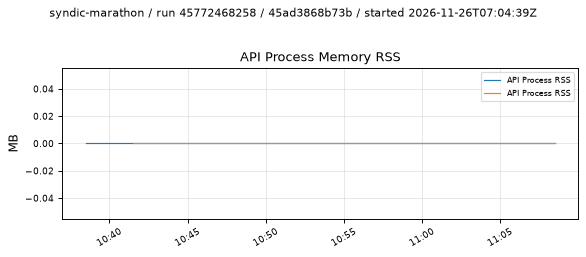 syndic-marathon / run 45772468258 / 45ad3868b73b / started 2026-11-26T07:04:39Z
API Process Memory RSS
API Process RSS
API Process RSS
MB
0.04
0.02
0.00
−0.02
−0.04
10:40
10:45
10:50
10:55
11:00
11:05